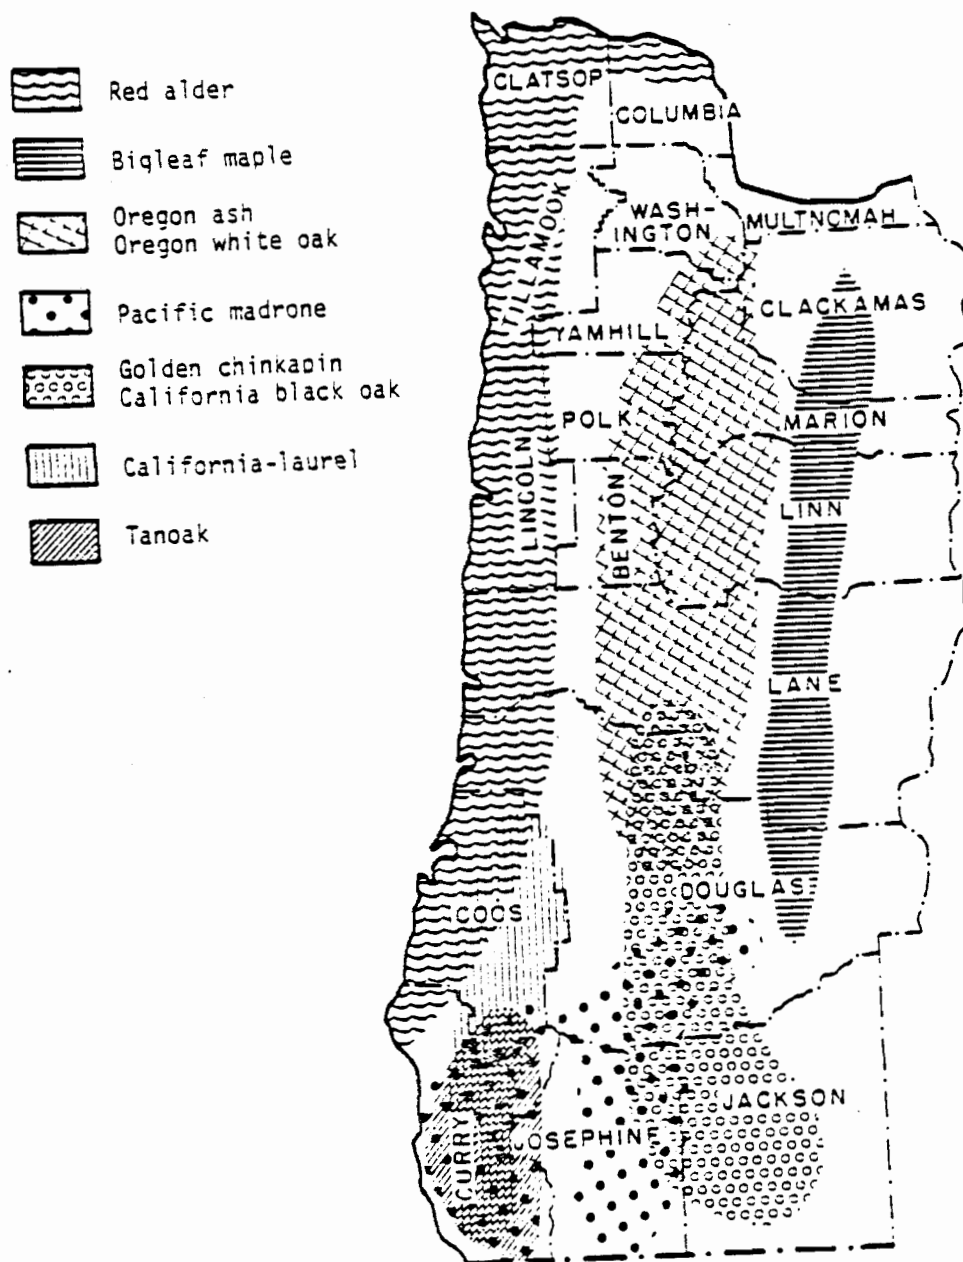 Red alder
Bigleaf maple
Oregon ash
Oregon white oak
Pacific madrone
Golden chinkapin
California black oak
California-laurel
Tanoak
CLATSOP
COLUMBIA
TILLAMOOK
WASH-
INGTON
MULTNCMAH
CLACKAMAS
YAMHILL
POLK
MARION
LINCOLN
BENTON
LINN
LANE
DOUGLAS
COOS
CURRY
JOSEPHINE
JACKSON